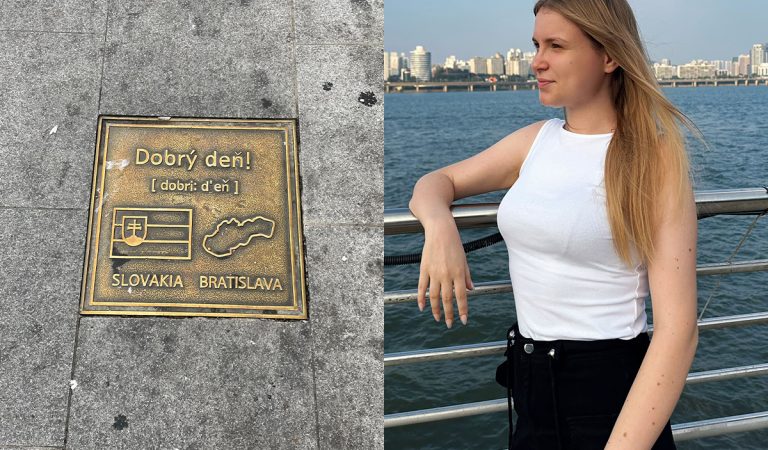 Dobrý deň!
[ dobri: d'eň ]
SLOVAKIA BRATISLAVA